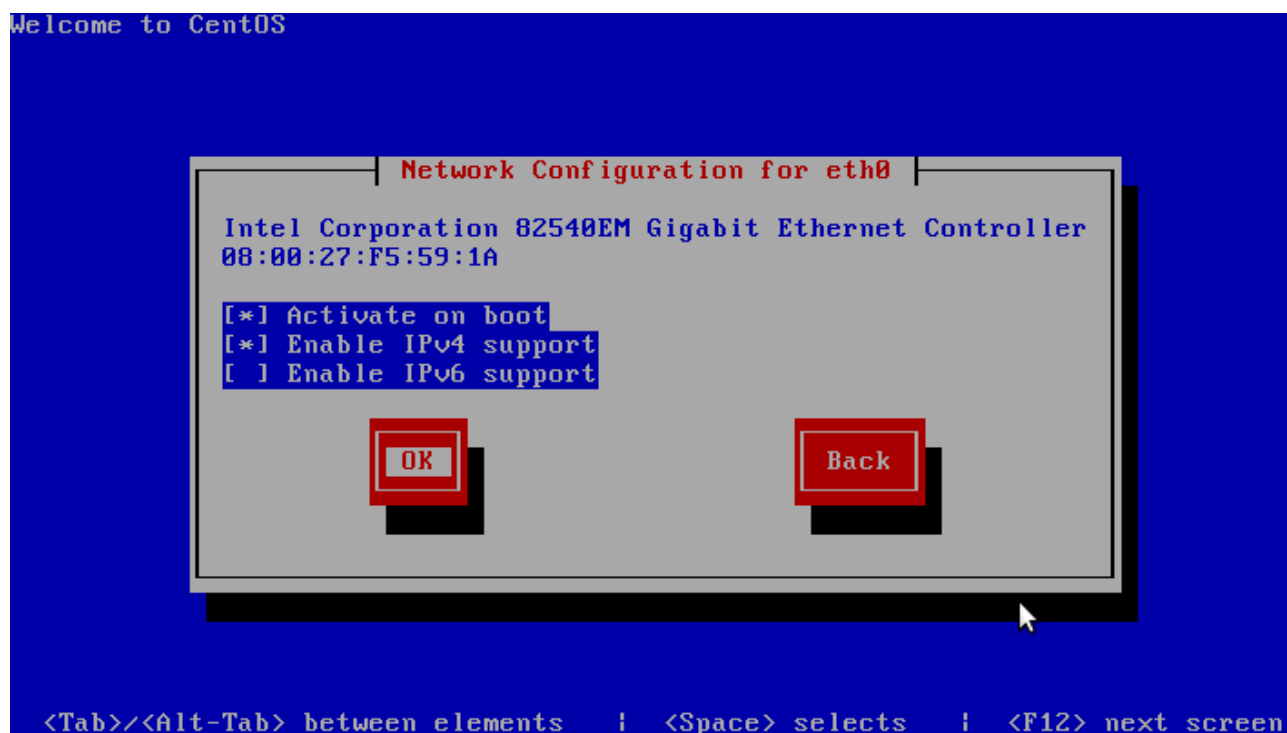 Welcome to CentOS
Network Configuration for eth0
Intel Corporation 82540EM Gigabit Ethernet Controller
08:00:27:F5:59:1A
[*] Activate on boot
[*] Enable IPv4 support
[ ] Enable IPv6 support
OK Back
<Tab>/<Alt-Tab> between elements | <Space> selects | <F12> next screen